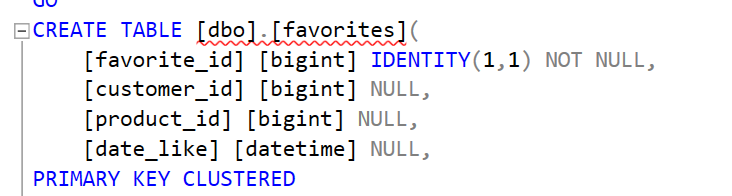 GO
CREATE TABLE [dbo].[favorites](
[favorite_id] [bigint] IDENTITY(1,1) NOT NULL,
[customer_id] [bigint] NULL,
[product_id] [bigint] NULL,
[date_like] [datetime] NULL,
PRIMARY KEY CLUSTERED